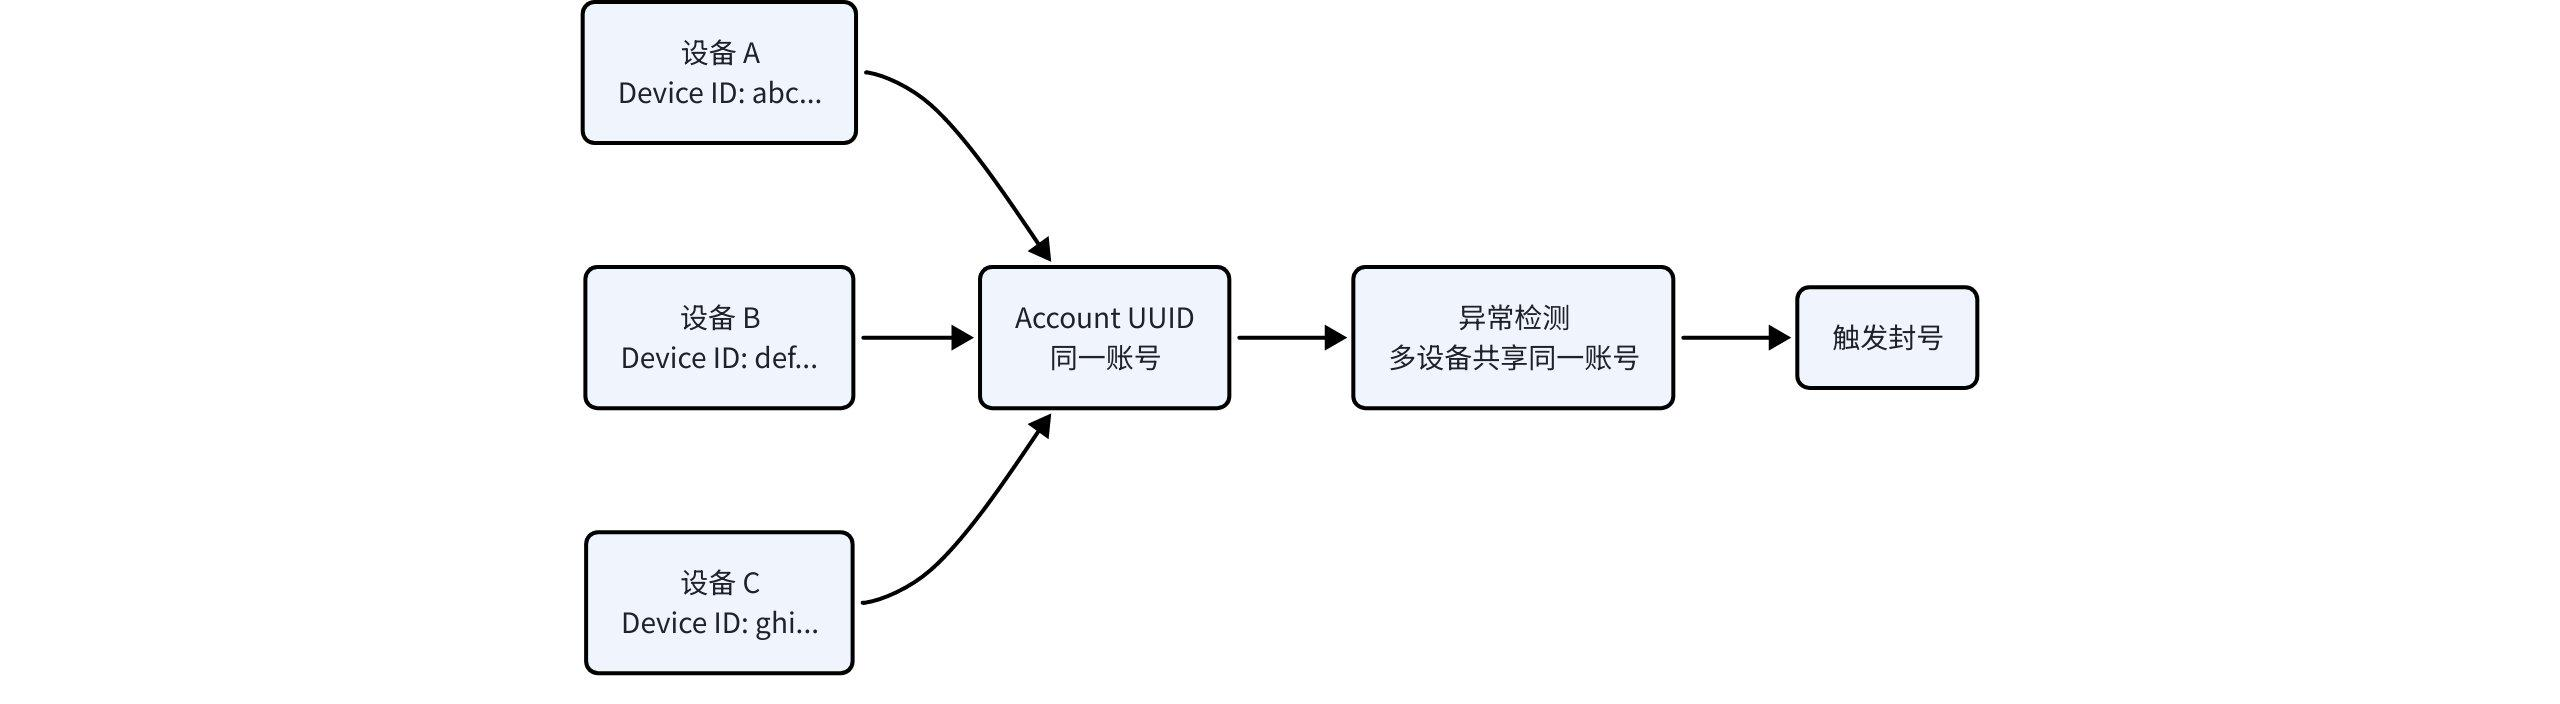 设备 A
Device ID: abc...
设备 B
Device ID: def...
Account UUID
同一账号
异常检测
多设备共享同一账号
触发封号
设备 C
Device ID: ghi...